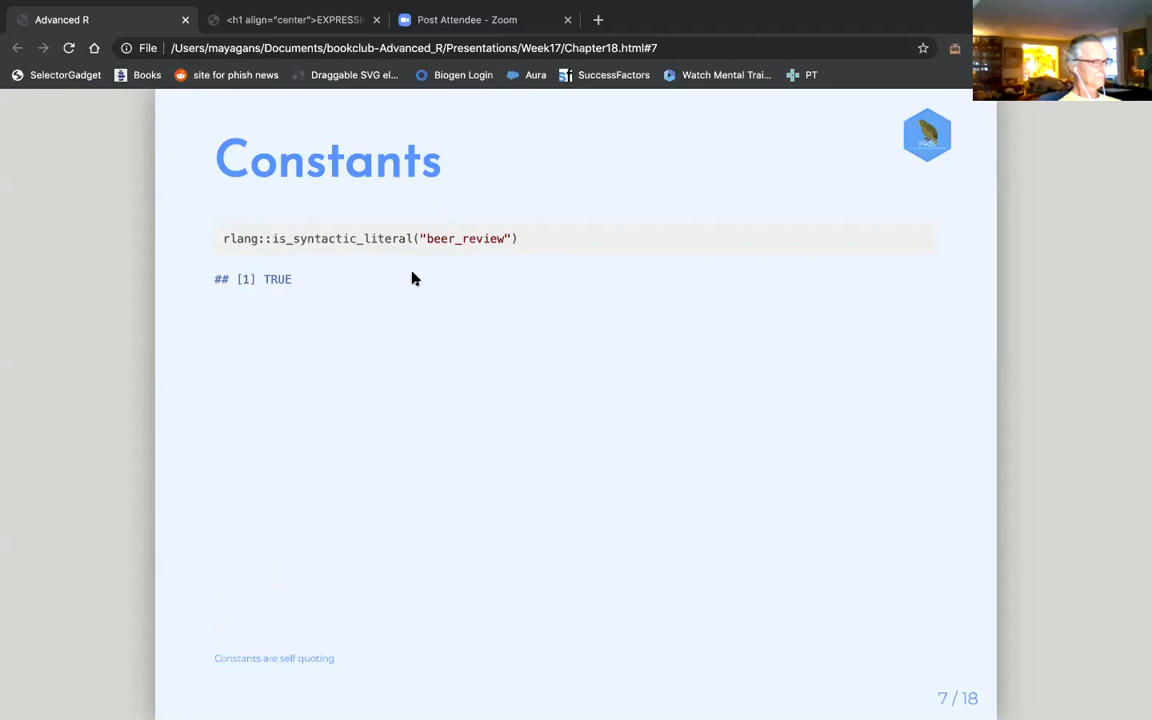 Advanced R
<h1 align="center">EXPRESSI
Post Attendee - Zoom
File
/Users/mayagans/Documents/bookclub-Advanced_R/Presentations/Week17/Chapter18.html#7
SelectorGadget
Books
site for phish news
Draggable SVG el...
Biogen Login
Aura
SuccessFactors
Watch Mental Trai...
PT
Constants
r4ds
rlang::is_syntactic_literal("beer_review")
## [1] TRUE
Constants are self quoting
7 / 18